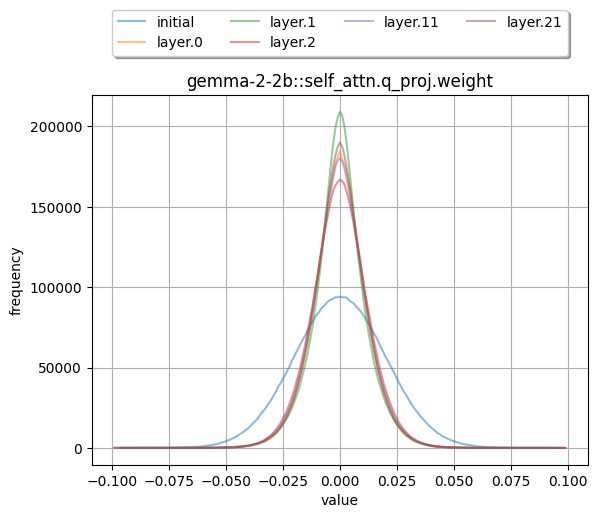 initial layer.1 layer.11 layer.21
layer.0 layer.2
gemma-2-2b::self_attn.q_proj.weight
200000
150000
100000
50000
0
frequency
−0.100 −0.075 −0.050 −0.025 0.000 0.025 0.050 0.075 0.100
value